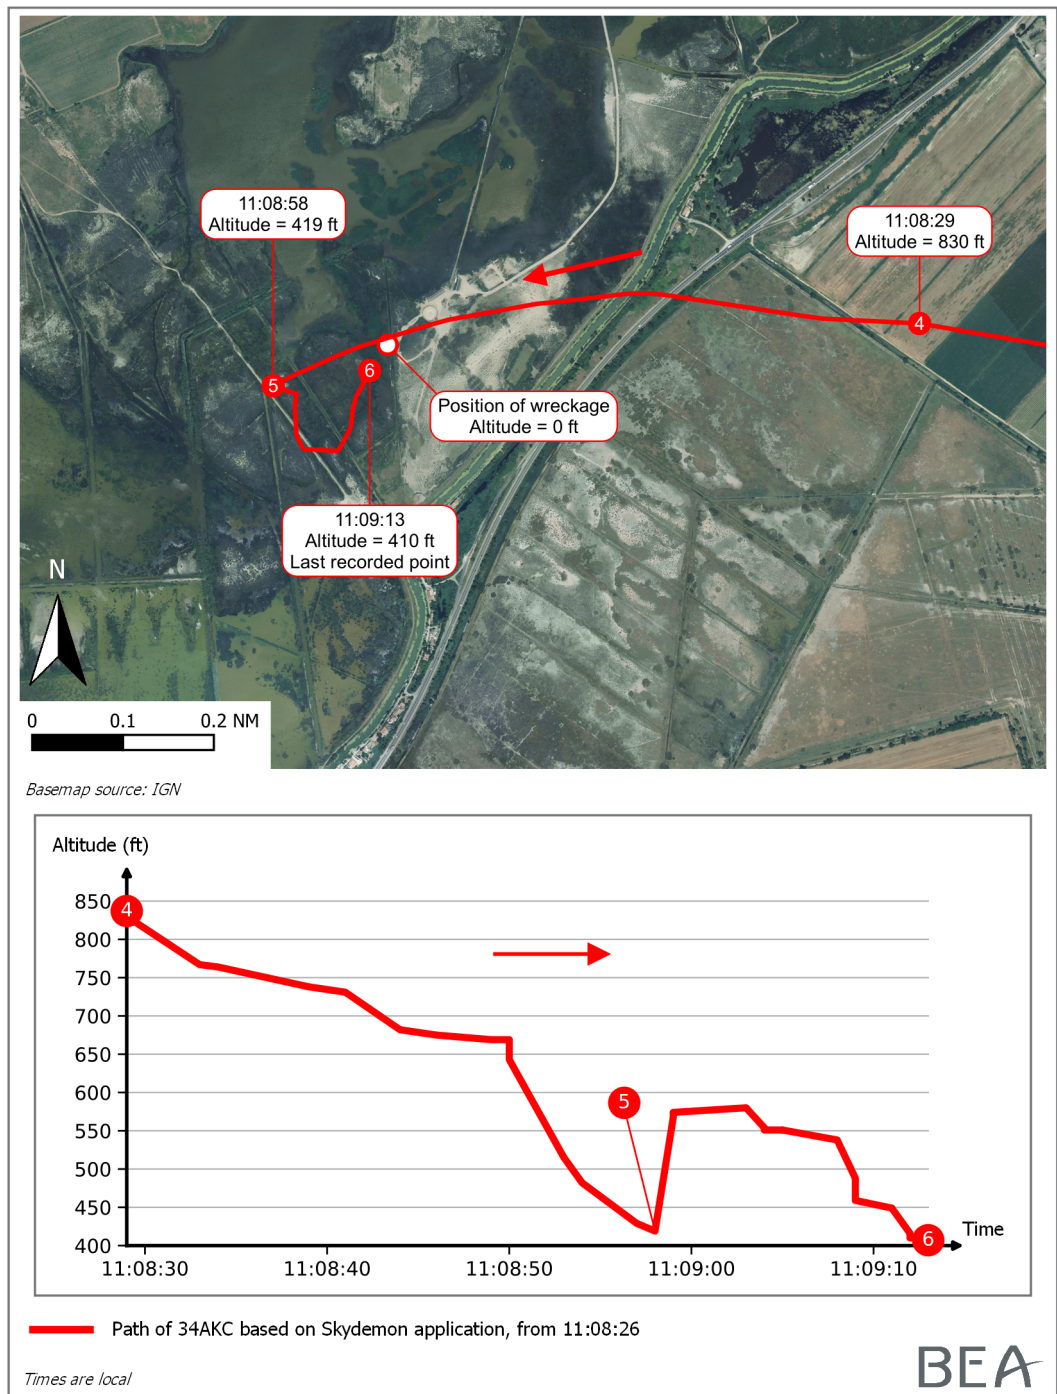 11:08:58
Altitude = 419 ft
11:08:29
Altitude = 830 ft
4
5
6
Position of wreckage
Altitude = 0 ft
11:09:13
Altitude = 410 ft
Last recorded point
N
0 0.1 0.2 NM
Basemap source: IGN
Altitude (ft)
850
4
800
750
700
650
600
5
550
500
450
400
6
Time
11:08:30 11:08:40 11:08:50 11:09:00 11:09:10
Path of 34AKC based on Skydemon application, from 11:08:26
Times are local
BEA